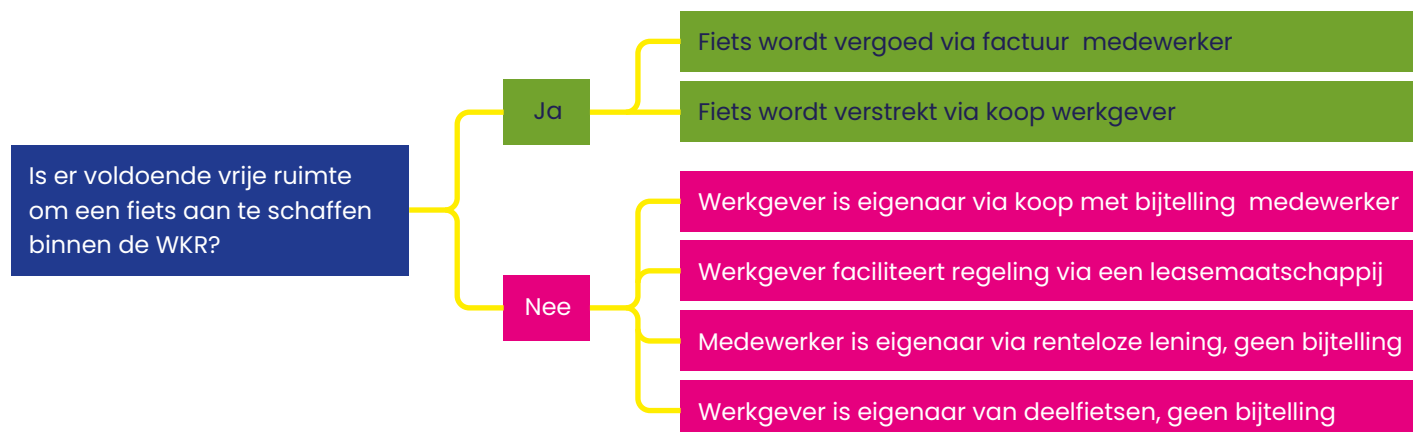 Is er voldoende vrije ruimte
om een fiets aan te schaffen
binnen de WKR?
Ja
Fiets wordt vergoed via factuur medewerker
Fiets wordt verstrekt via koop werkgever
Nee
Werkgever is eigenaar via koop met bijtelling medewerker
Werkgever faciliteert regeling via een leasemaatschappij
Medewerker is eigenaar via renteloze lening, geen bijtelling
Werkgever is eigenaar van deelfietsen, geen bijtelling